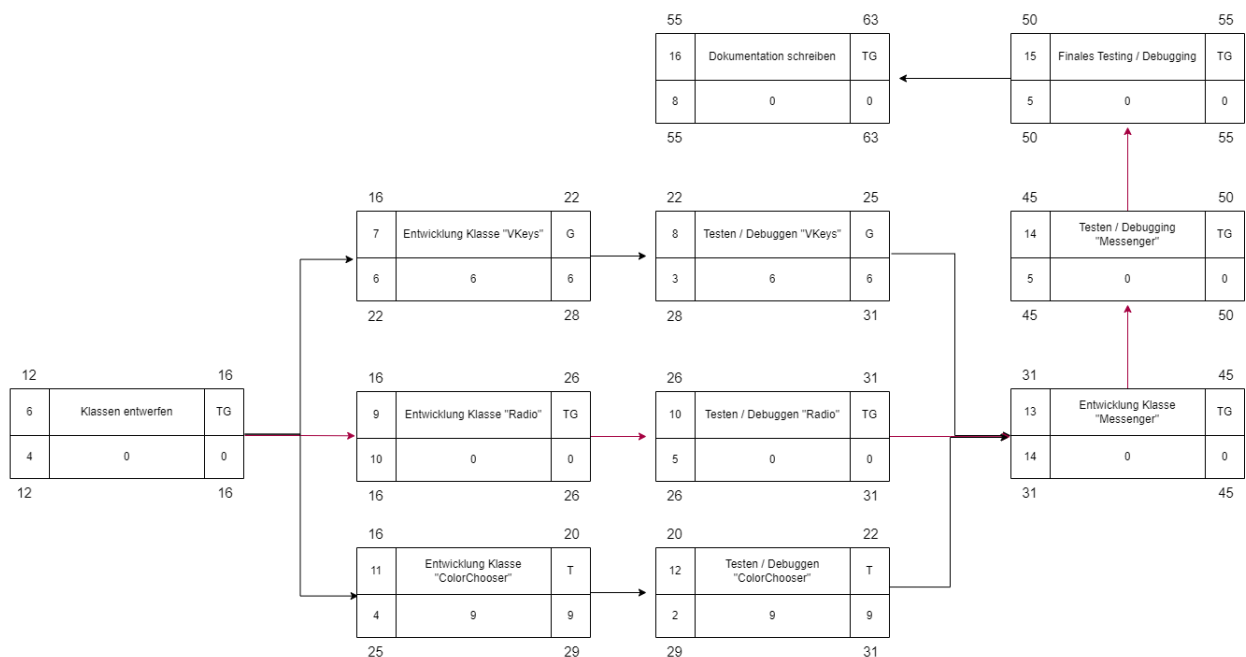 55 63
16 Dokumentation schreiben TG
8 0 0
55 63
50 55
15 Finales Testing / Debugging TG
5 0 0
50 55
16 22
7 Entwicklung Klasse "VKeys" G
6 6 6
22 28
22 25
8 Testen / Debuggen "VKeys" G
3 6 6
28 31
45 50
14 Testen / Debugging
"Messenger" TG
5 0 0
45 50
12 16
6 Klassen entwerfen TG
4 0 0
12 16
16 26
9 Entwicklung Klasse "Radio" TG
10 0 0
16 26
26 31
10 Testen / Debuggen "Radio" TG
5 0 0
26 31
31 45
13 Entwicklung Klasse
"Messenger" TG
14 0 0
31 45
16 20
11 Entwicklung Klasse
"ColorChooser" T
4 9 9
25 29
20 22
12 Testen / Debuggen
"ColorChooser" T
2 9 9
29 31